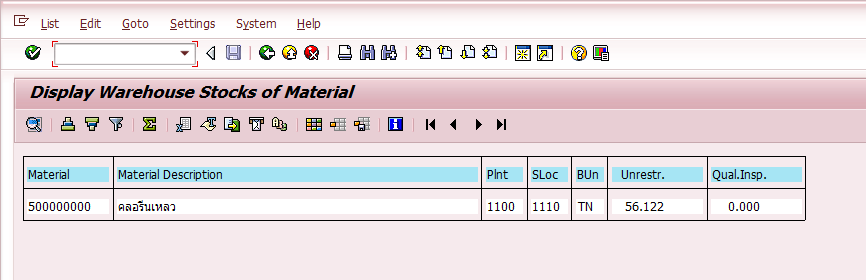 List Edit Goto Settings System Help
Display Warehouse Stocks of Material
Material Material Description Plnt SLoc BUn Unrestr. Qual.Insp.
500000000 คลอรีนเหลว 1100 1110 TN 56.122 0.000